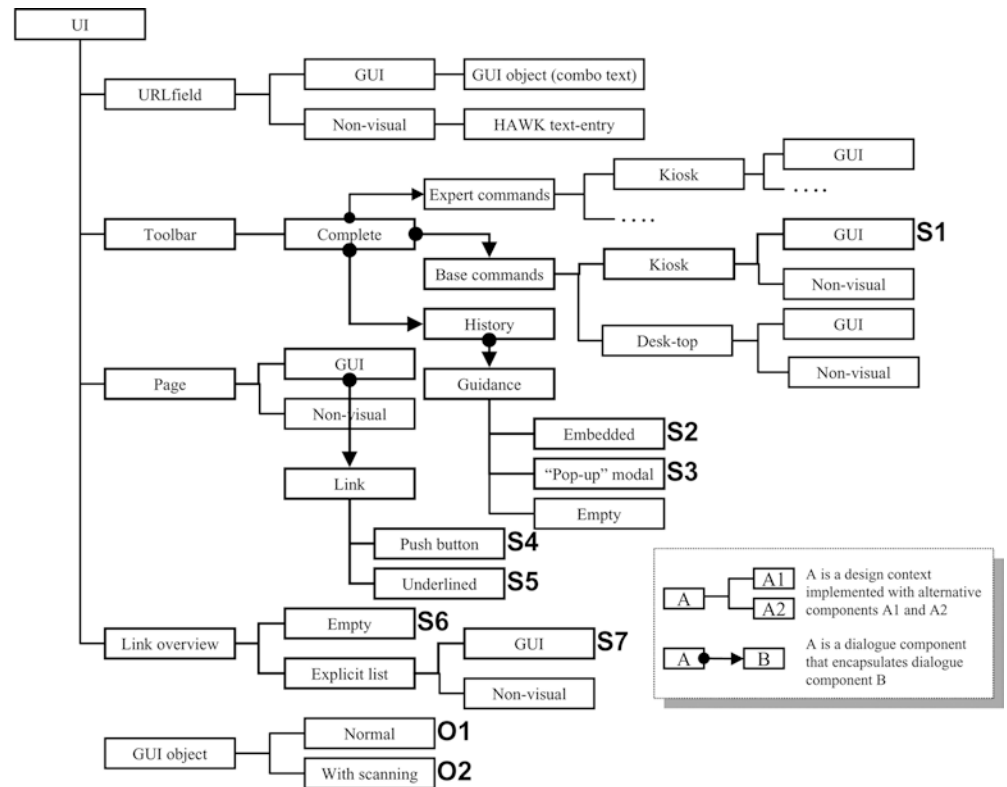 UI
URLfield
GUI
GUI object (combo text)
Non-visual
HAWK text-entry
Toolbar
Complete
Expert commands
Kiosk
GUI
. . . .
. . . .
Base commands
Kiosk
GUI
S1
Non-visual
Desk-top
GUI
Non-visual
History
Guidance
Embedded
S2
“Pop-up” modal
S3
Empty
Page
GUI
Non-visual
Link
Push button
S4
Underlined
S5
Link overview
Empty
S6
Explicit list
GUI
S7
Non-visual
GUI object
Normal
O1
With scanning
O2
A
A1
A2
A is a design context
implemented with alternative
components A1 and A2
A
B
A is a dialogue component
that encapsulates dialogue
component B